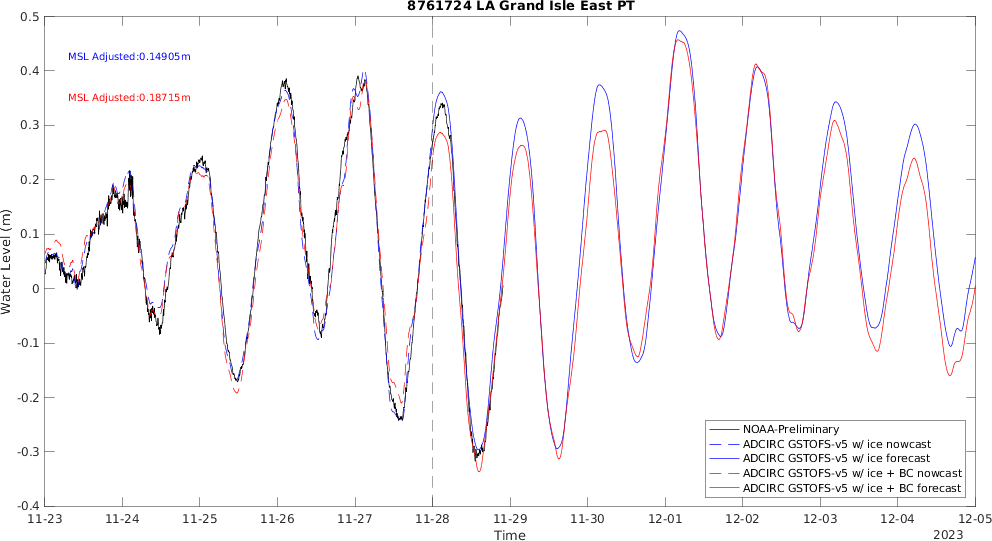 8761724 LA Grand Isle East PT
0.5
MSL Adjusted:0.14905m
0.4
MSL Adjusted:0.18715m
0.3
0.2
0.1
Water Level (m)
0
-0.1
-0.2
-0.3
-0.4
NOAA-Preliminary
ADCIRC GSTOFS-v5 w/ ice nowcast
ADCIRC GSTOFS-v5 w/ ice forecast
ADCIRC GSTOFS-v5 w/ ice + BC nowcast
ADCIRC GSTOFS-v5 w/ ice + BC forecast
11-23 11-24 11-25 11-26 11-27 11-28 11-29 11-30 12-01 12-02 12-03 12-04 12-05
Time
2023